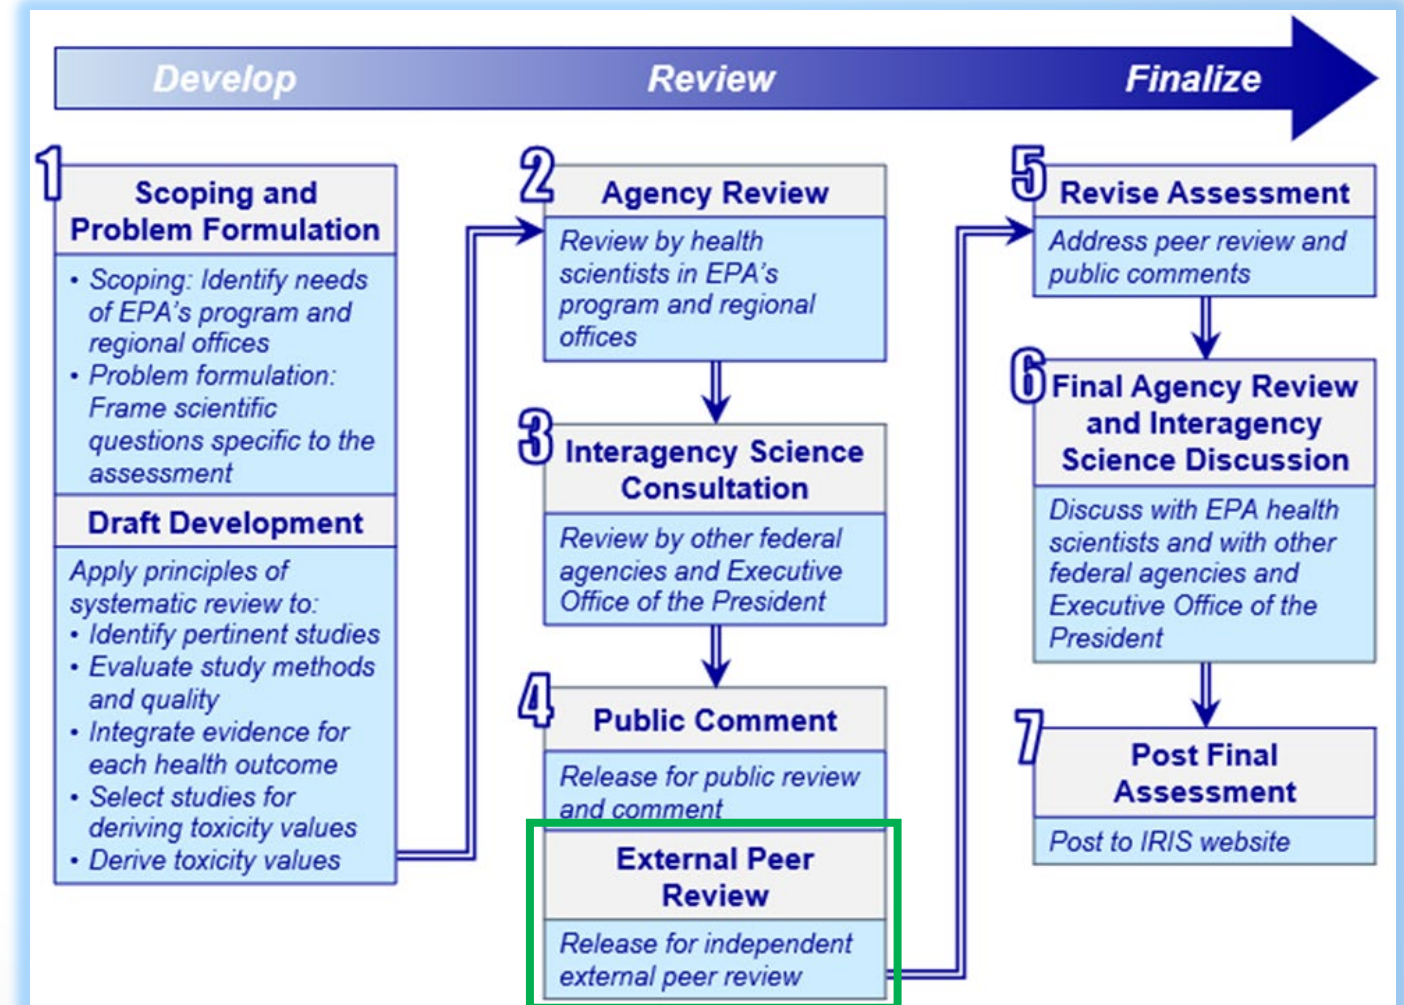 Develop
Review
Finalize
1
Scoping and
Problem Formulation
• Scoping: Identify needs
of EPA's program and
regional offices
• Problem formulation:
Frame scientific
questions specific to the
assessment
Draft Development
Apply principles of
systematic review to:
• Identify pertinent studies
• Evaluate study methods
and quality
• Integrate evidence for
each health outcome
• Select studies for
deriving toxicity values
• Derive toxicity values
2
Agency Review
Review by health
scientists in EPA's
program and regional
offices
3
Interagency Science
Consultation
Review by other federal
agencies and Executive
Office of the President
4
Public Comment
Release for public review
and comment
External Peer
Review
Release for independent
external peer review
5
Revise Assessment
Address peer review and
public comments
6
Final Agency Review
and Interagency
Science Discussion
Discuss with EPA health
scientists and with other
federal agencies and
Executive Office of the
President
7
Post Final
Assessment
Post to IRIS website